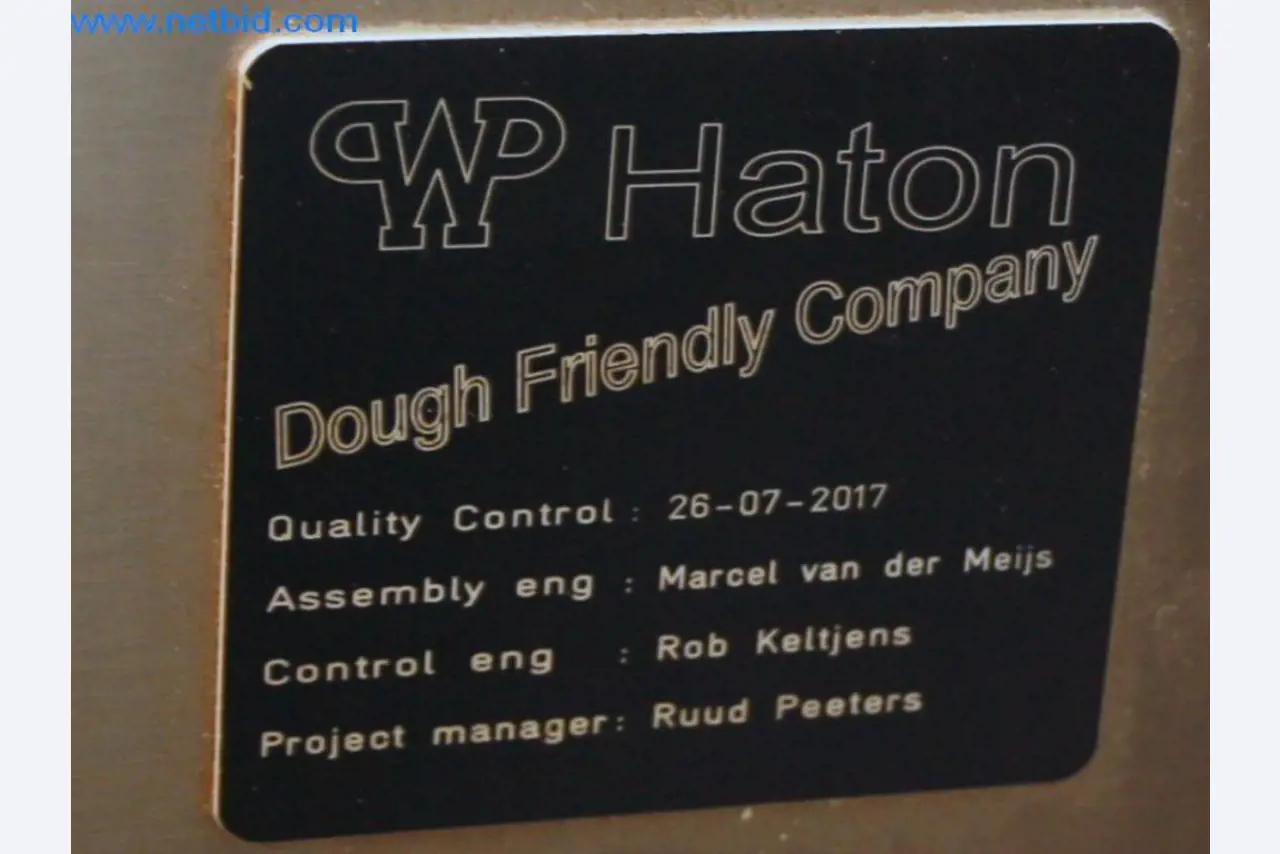 www.netbid.com
WP Haton
Dough Friendly Company
Quality Control : 26-07-2017
Assembly eng : Marcel van der Meijs
Control eng : Rob Keltjens
Project manager: Ruud Peeters